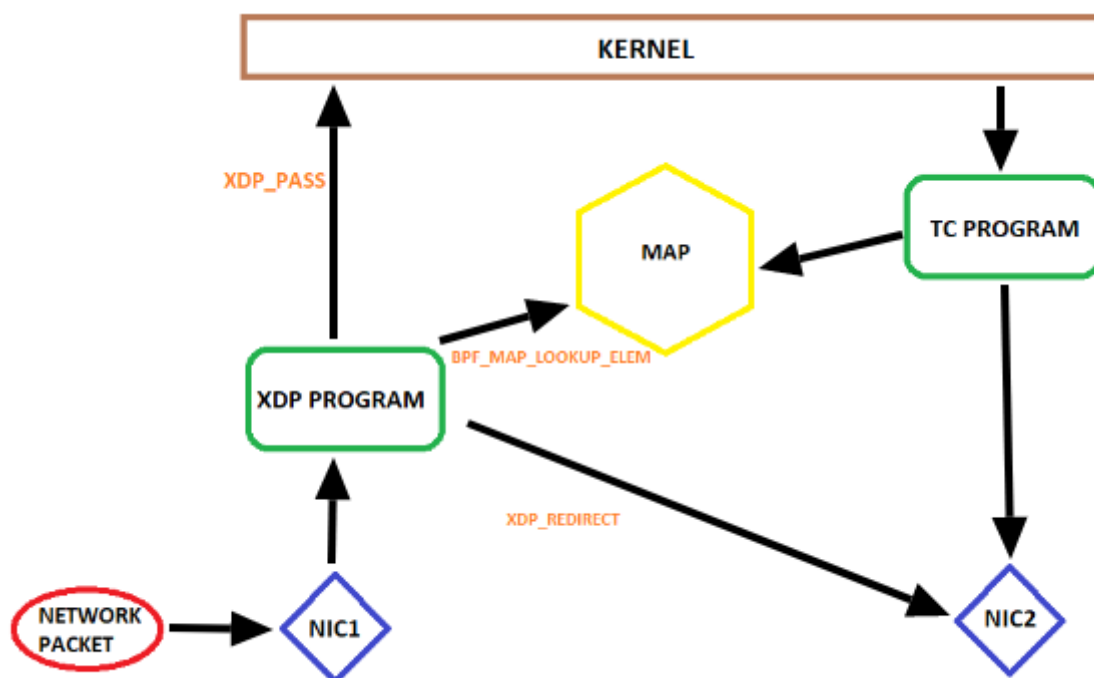 KERNEL
XDP_PASS
MAP
TC PROGRAM
BPF_MAP_LOOKUP_ELEM
XDP PROGRAM
XDP_REDIRECT
NETWORK
PACKET
NIC1
NIC2